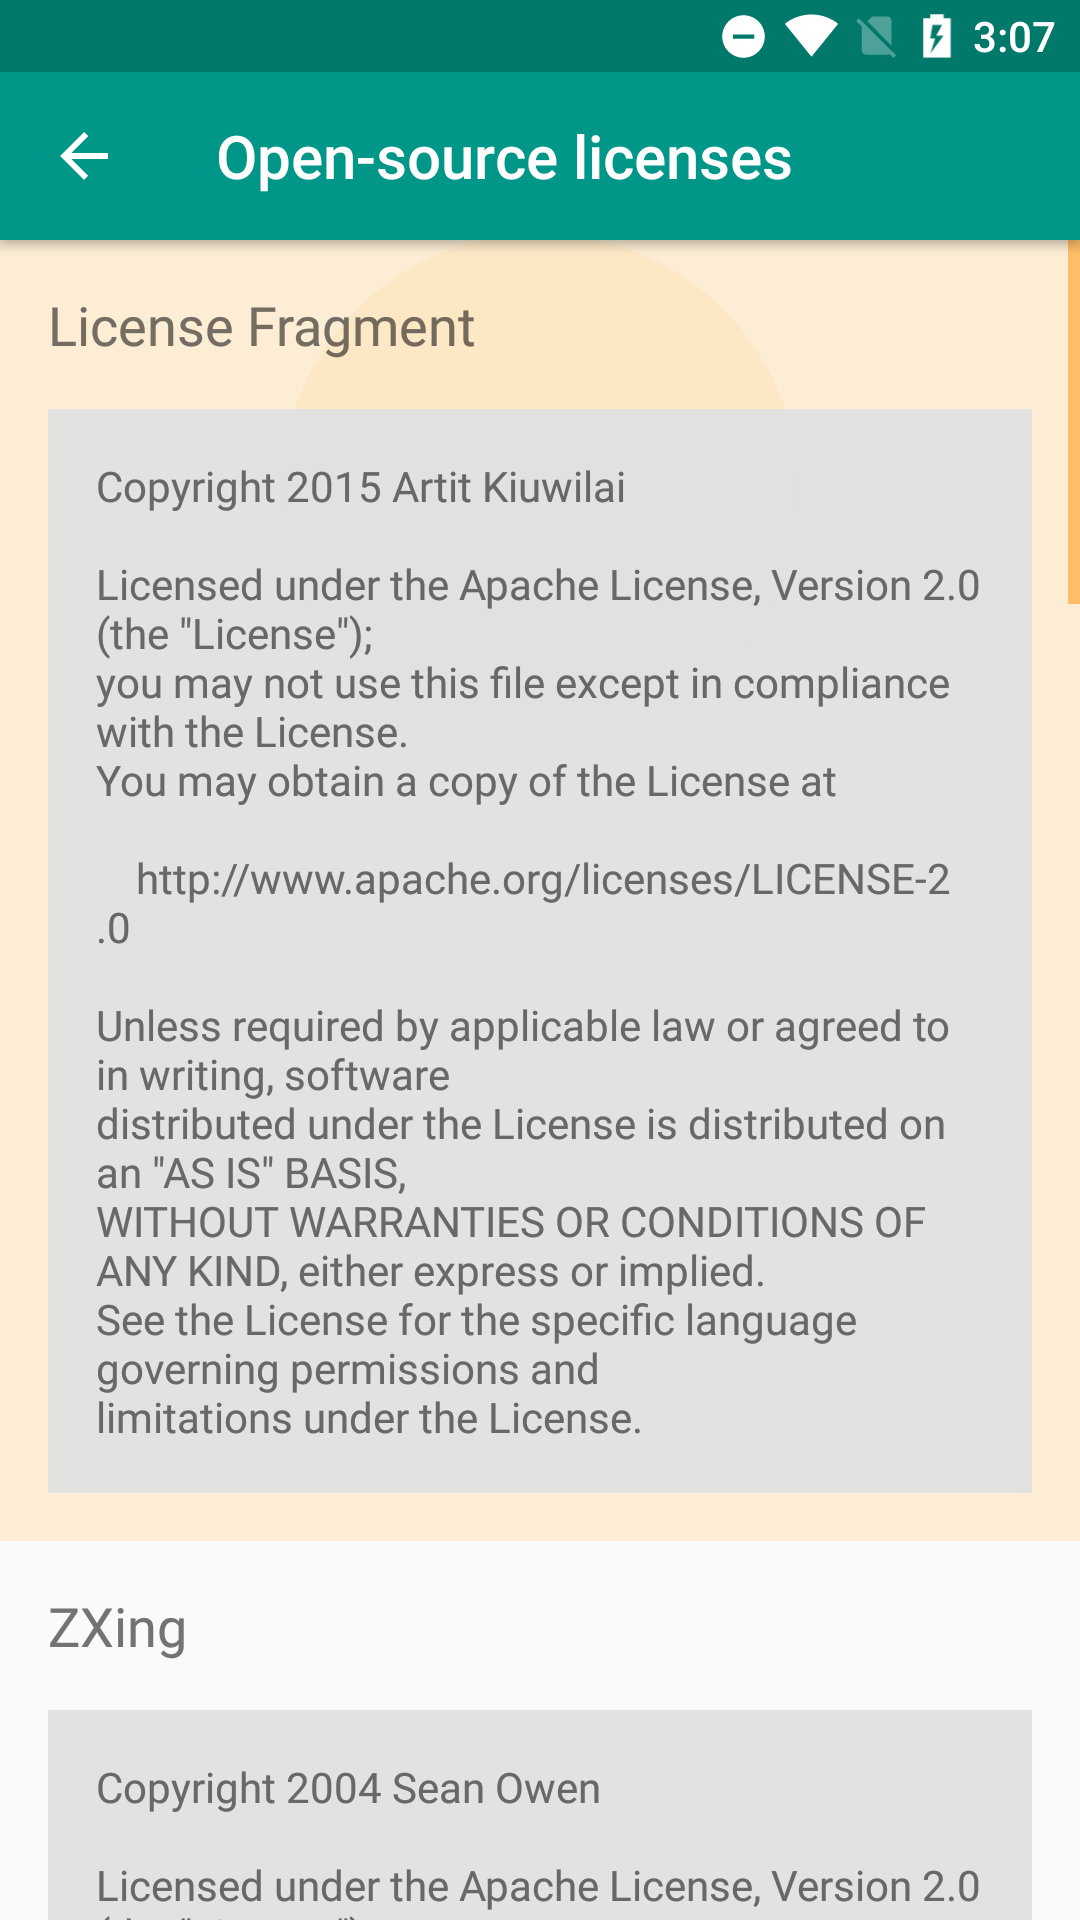 3:07
Open-source licenses
License Fragment
Copyright 2015 Artit Kiuwilai
Licensed under the Apache License, Version 2.0
(the "License");
you may not use this file except in compliance
with the License.
You may obtain a copy of the License at
http://www.apache.org/licenses/LICENSE-2
.0
Unless required by applicable law or agreed to
in writing, software
distributed under the License is distributed on
an "AS IS" BASIS,
WITHOUT WARRANTIES OR CONDITIONS OF
ANY KIND, either express or implied.
See the License for the specific language
governing permissions and
limitations under the License.
ZXing
Copyright 2004 Sean Owen
Licensed under the Apache License, Version 2.0